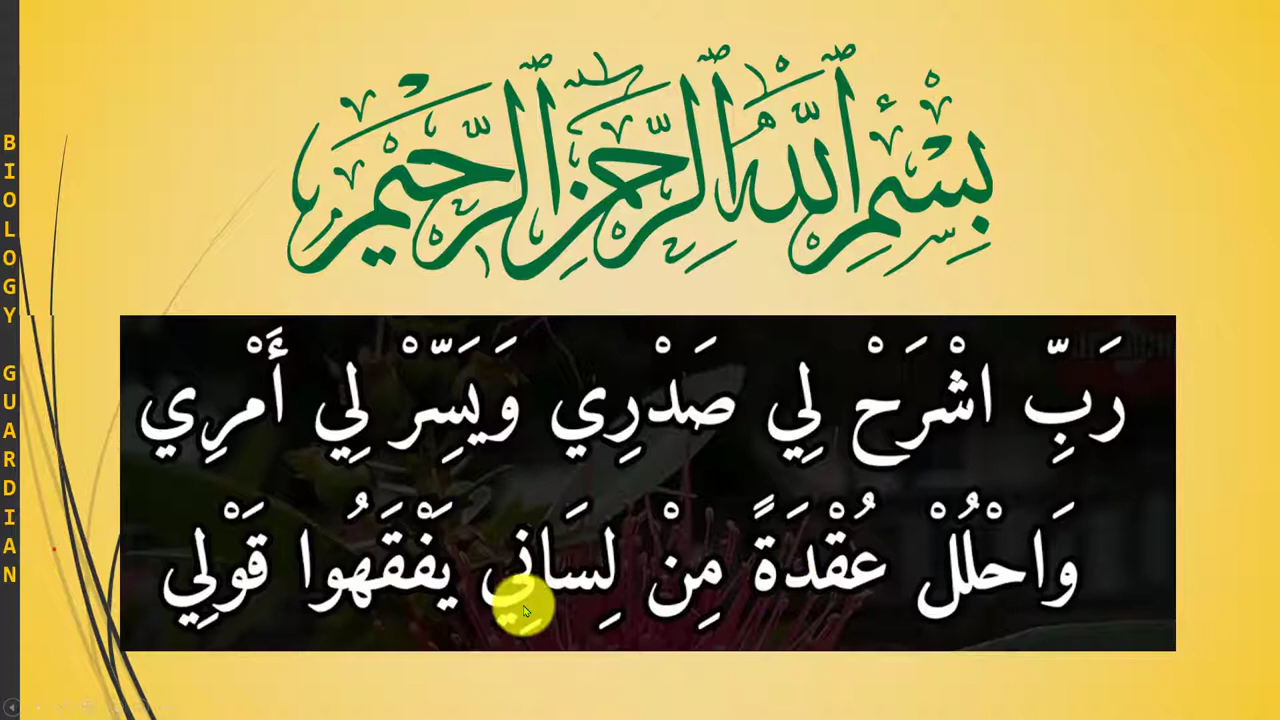 بِسْمِ ٱللَّهِ ٱلرَّحْمَٰنِ ٱلرَّحِيمِ
رَبِّ اشْرَحْ لِي صَدْرِي وَيَسِّرْ لِي أَمْرِي
وَاحْلُلْ عُقْدَةً مِنْ لِسَانِي يَفْقَهُوا قَوْلِي
BIOLOGY GUARDIAN